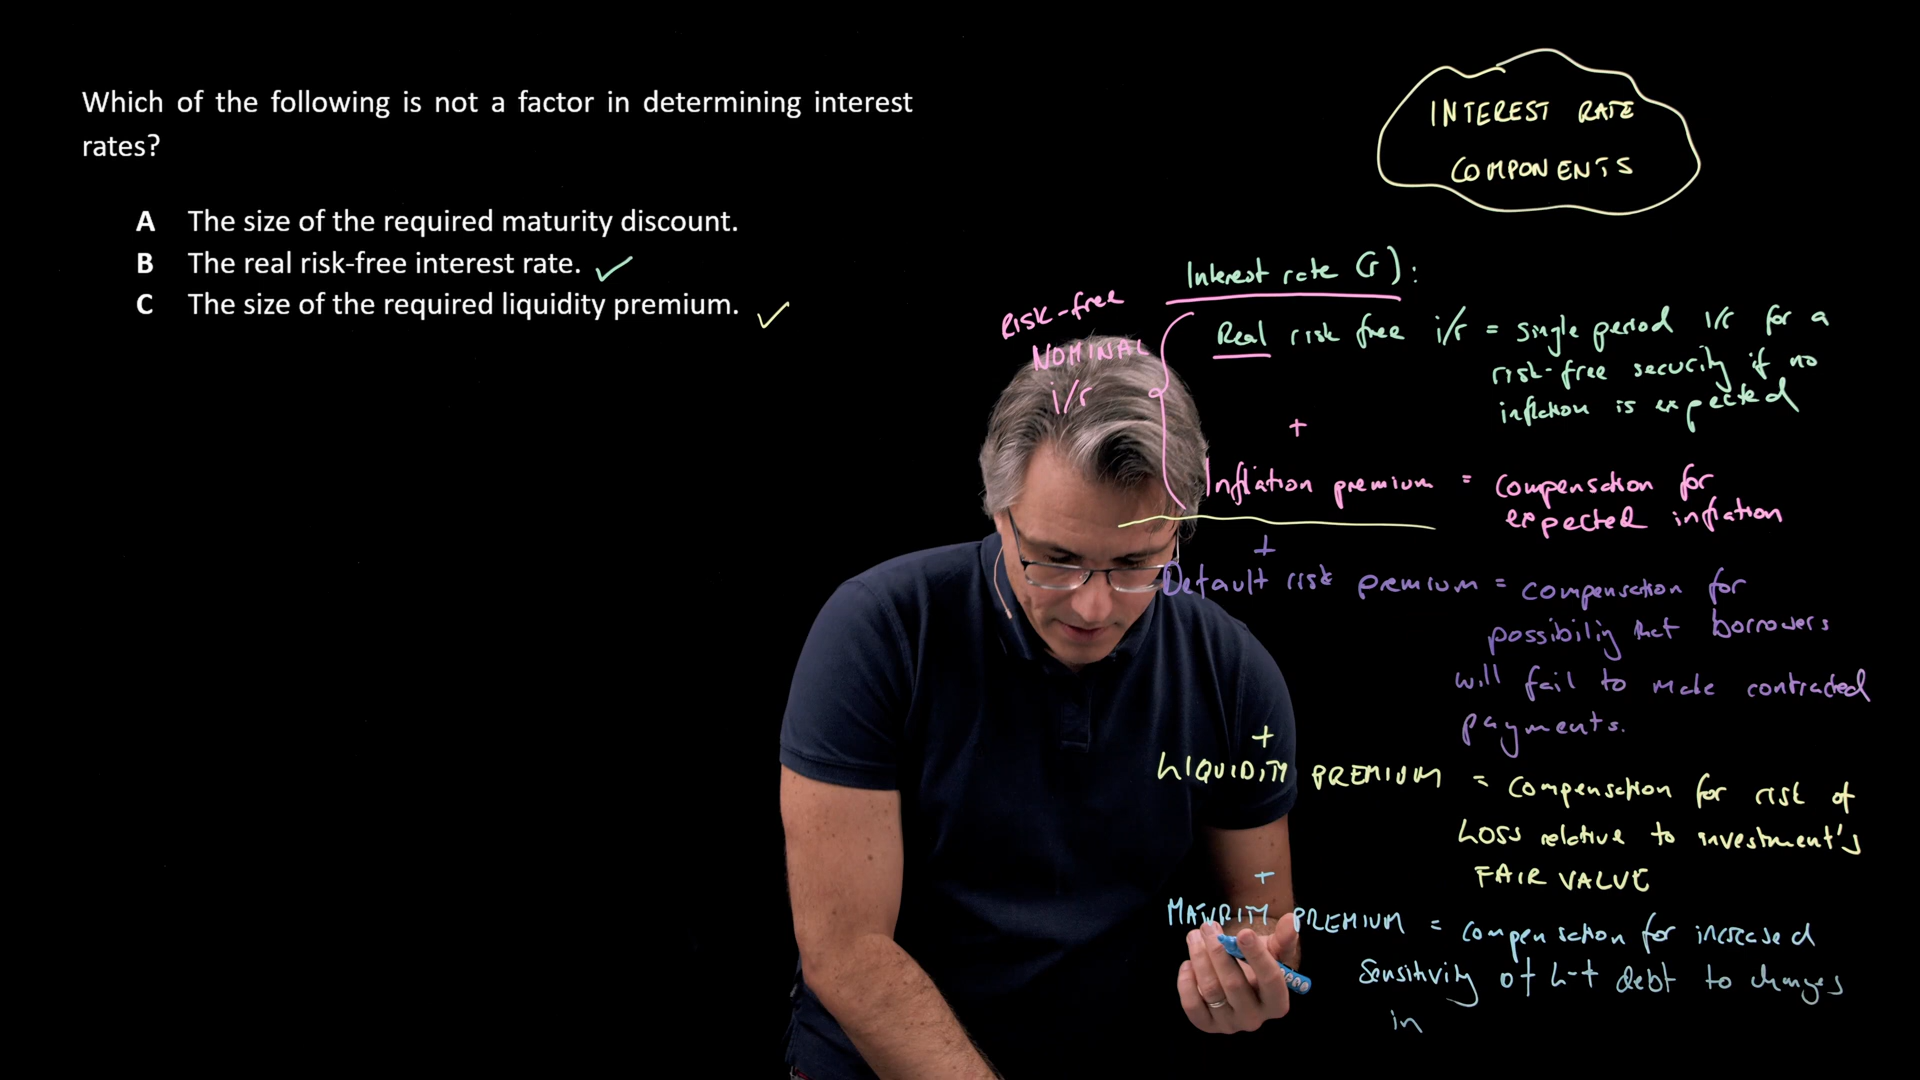 Which of the following is not a factor in determining interest
rates?
A The size of the required maturity discount.
B The real risk-free interest rate.
C The size of the required liquidity premium.
INTEREST RATE
COMPONENTS
Interest rate (r):
Risk-free
NOMINAL
i/r
Real risk free i/r = single period i/r for a
risk-free security if no
inflation is expected
+
Inflation premium = compensation for
expected inflation
+
Default risk premium = compensation for
possibility that borrowers
will fail to make contracted
payments.
+
LIQUIDITY PREMIUM = compensation for risk of
LOSS relative to investment's
FAIR VALUE
+
MATURITY PREMIUM = compensation for increased
sensitivity of L-t debt to changes
in